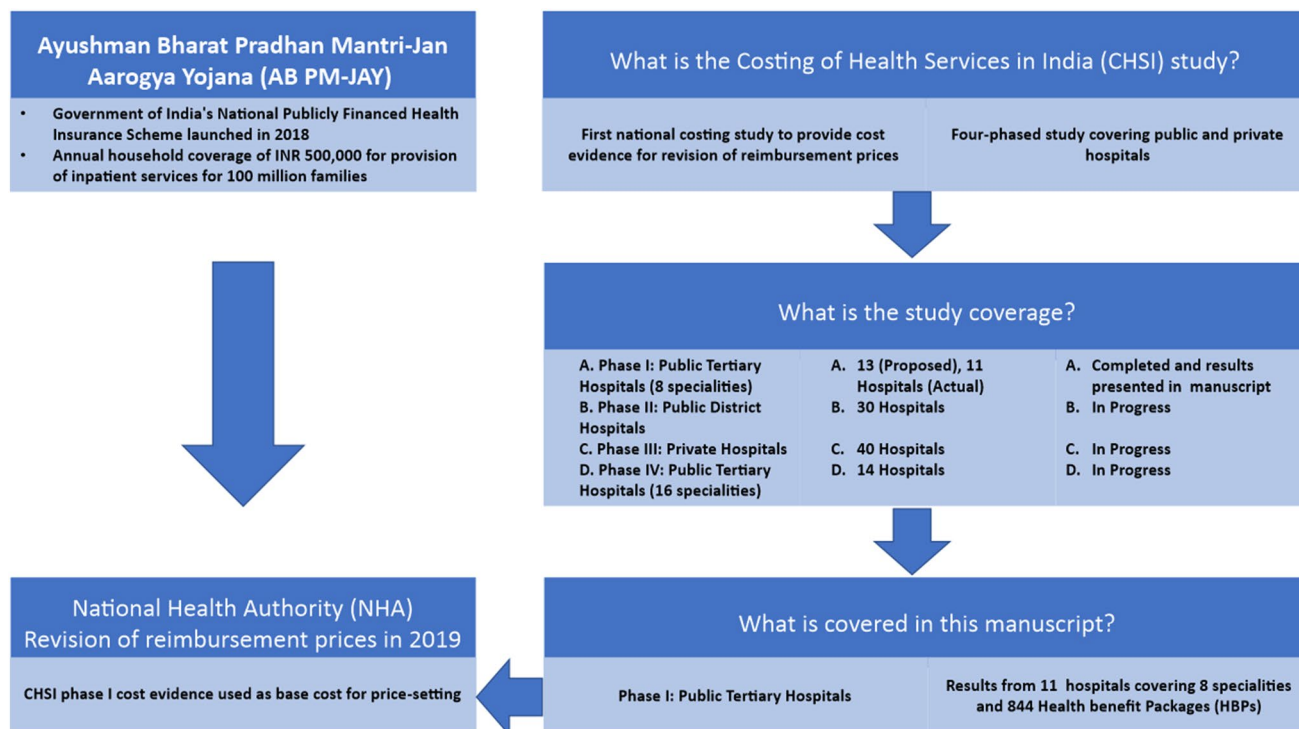 Ayushman Bharat Pradhan Mantri-Jan
Aarogya Yojana (AB PM-JAY)
• Government of India's National Publicly Financed Health
Insurance Scheme launched in 2018
• Annual household coverage of INR 500,000 for provision
of inpatient services for 100 million families
What is the Costing of Health Services in India (CHSI) study?
First national costing study to provide cost
evidence for revision of reimbursement prices
Four-phased study covering public and private
hospitals
What is the study coverage?
A. Phase I: Public Tertiary
Hospitals (8 specialities)
B. Phase II: Public District
Hospitals
C. Phase III: Private Hospitals
D. Phase IV: Public Tertiary
Hospitals (16 specialities)
A. 13 (Proposed), 11
Hospitals (Actual)
B. 30 Hospitals
C. 40 Hospitals
D. 14 Hospitals
A. Completed and results
presented in manuscript
B. In Progress
C. In Progress
D. In Progress
National Health Authority (NHA)
Revision of reimbursement prices in 2019
CHSI phase I cost evidence used as base cost for price-setting
What is covered in this manuscript?
Phase I: Public Tertiary Hospitals
Results from 11 hospitals covering 8 specialities
and 844 Health benefit Packages (HBPs)